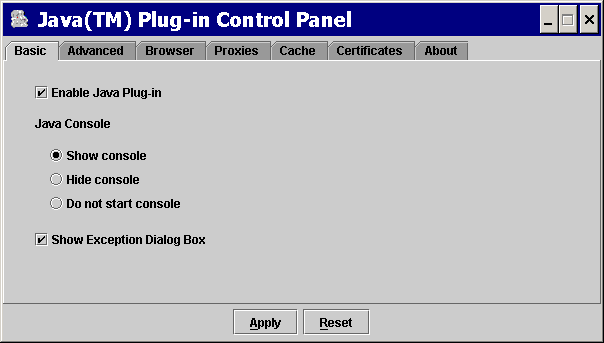 Java(TM) Plug-in Control Panel
Basic Advanced Browser Proxies Cache Certificates About
Enable Java Plug-in
Java Console
Show console
Hide console
Do not start console
Show Exception Dialog Box
Apply Reset